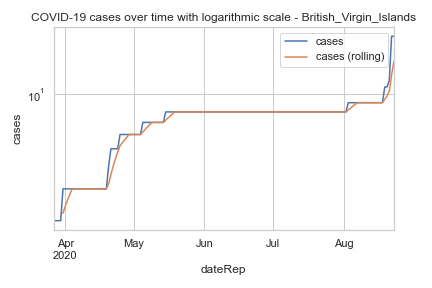 COVID-19 cases over time with logarithmic scale - British_Virgin_Islands
cases
cases (rolling)
10¹
cases
Apr
2020
May
Jun
Jul
Aug
dateRep